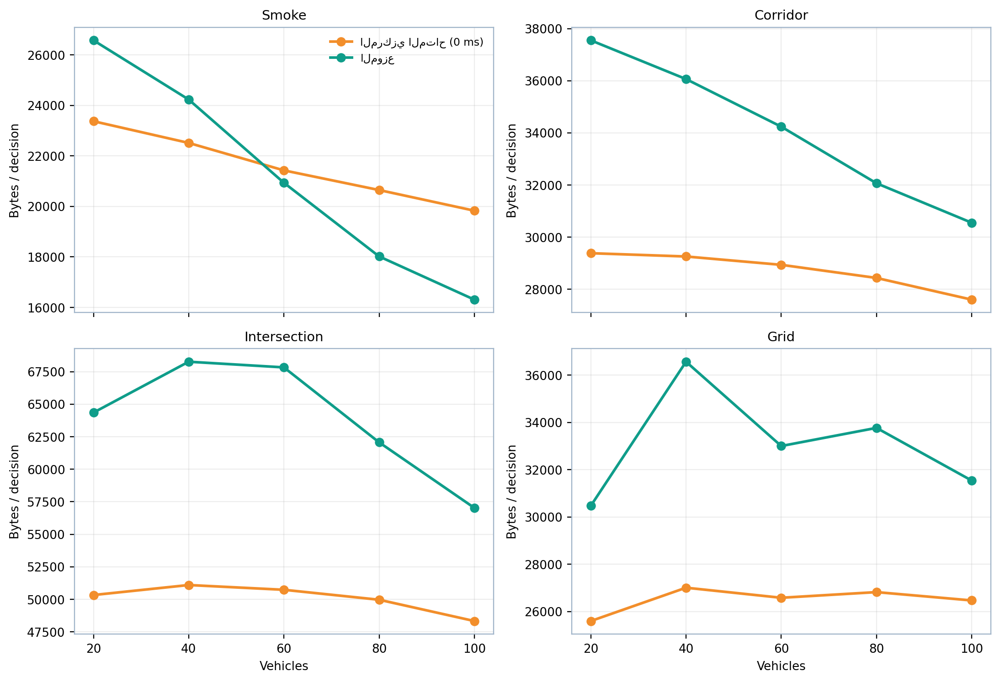 Smoke
المركزي المتاح (0 ms)
الموزع
26000
24000
22000
20000
18000
16000
Bytes / decision
Corridor
38000
36000
34000
32000
30000
28000
Bytes / decision
Intersection
67500
65000
62500
60000
57500
55000
52500
50000
47500
Bytes / decision
20 40 60 80 100
Vehicles
Grid
36000
34000
32000
30000
28000
26000
Bytes / decision
20 40 60 80 100
Vehicles